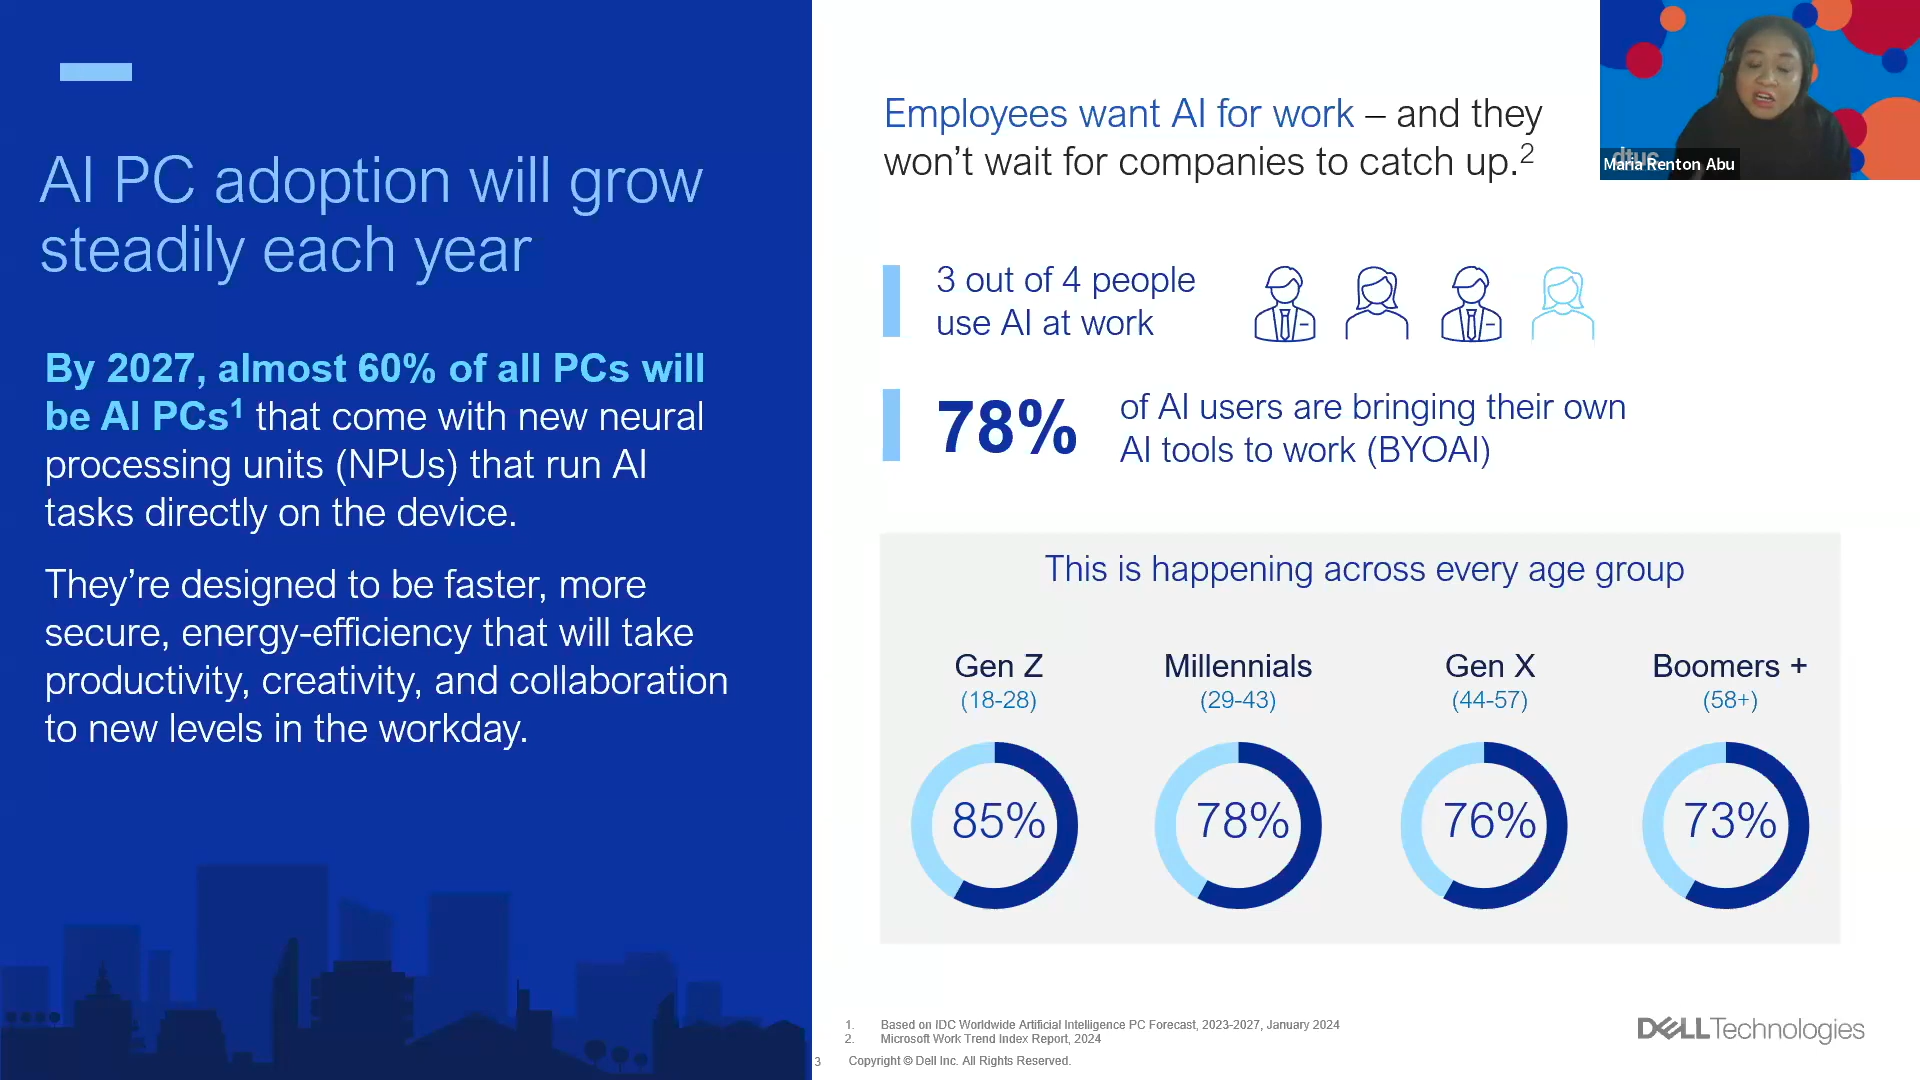 AI PC adoption will grow
steadily each year
By 2027, almost 60% of all PCs will
be AI PCs1 that come with new neural
processing units (NPUs) that run AI
tasks directly on the device.
They’re designed to be faster, more
secure, energy-efficiency that will take
productivity, creativity, and collaboration
to new levels in the workday.
Employees want AI for work – and they
won’t wait for companies to catch up.2
3 out of 4 people
use AI at work
78%
of AI users are bringing their own
AI tools to work (BYOAI)
This is happening across every age group
Gen Z
(18-28)
85%
Millennials
(29-43)
78%
Gen X
(44-57)
76%
Boomers +
(58+)
73%
1. Based on IDC Worldwide Artificial Intelligence PC Forecast, 2023-2027, January 2024
2. Microsoft Work Trend Index Report, 2024
3 Copyright © Dell Inc. All Rights Reserved.
DELL Technologies
Maria Renton Abu